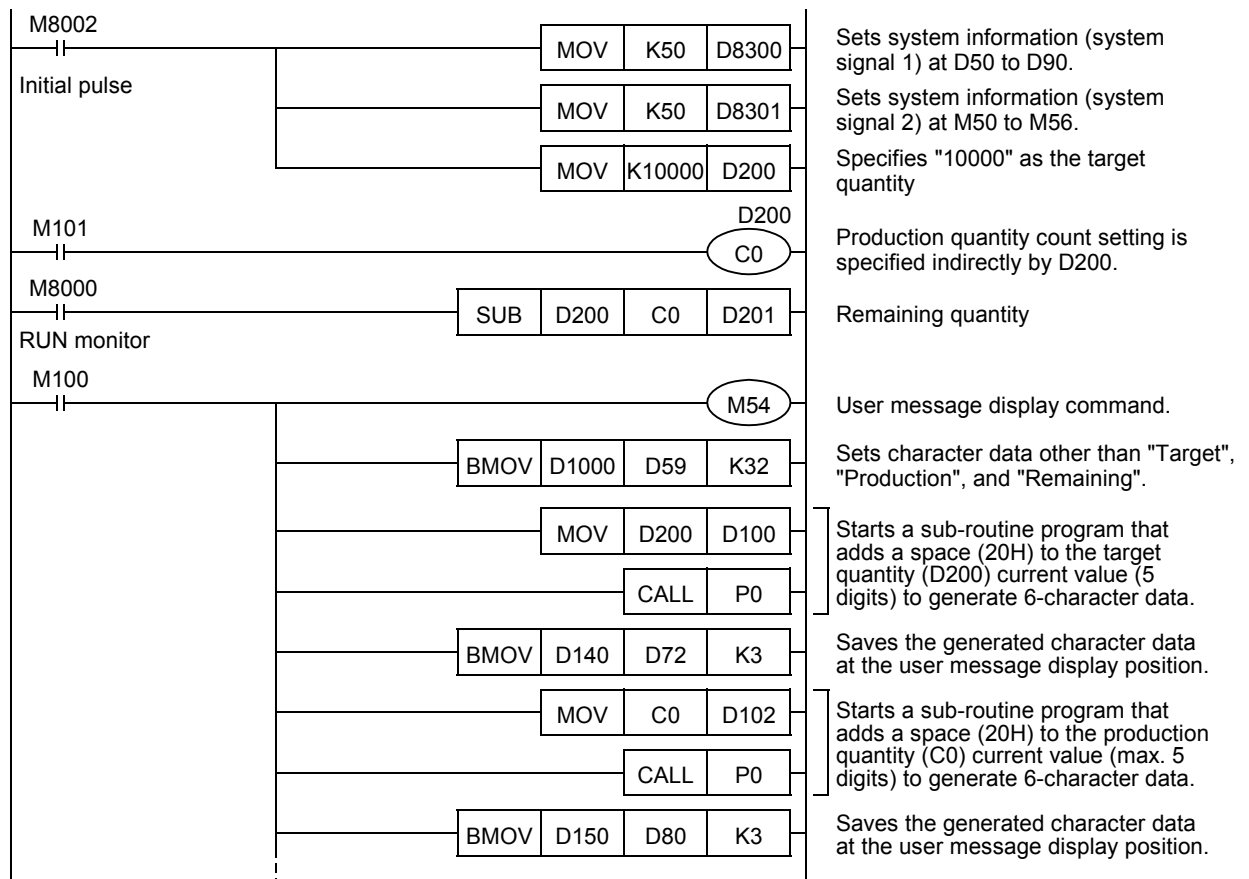 M8002
MOV K50 D8300
Sets system information (system
signal 1) at D50 to D90.
Initial pulse
MOV K50 D8301
Sets system information (system
signal 2) at M50 to M56.
MOV K10000 D200
Specifies "10000" as the target
quantity
M101
D200
C0
Production quantity count setting is
specified indirectly by D200.
M8000
SUB D200 C0 D201
Remaining quantity
RUN monitor
M100
M54
User message display command.
BMOV D1000 D59 K32
Sets character data other than "Target",
"Production", and "Remaining".
MOV D200 D100
CALL P0
Starts a sub-routine program that
adds a space (20H) to the target
quantity (D200) current value (5
digits) to generate 6-character data.
BMOV D140 D72 K3
Saves the generated character data
at the user message display position.
MOV C0 D102
CALL P0
Starts a sub-routine program that
adds a space (20H) to the production
quantity (C0) current value (max. 5
digits) to generate 6-character data.
BMOV D150 D80 K3
Saves the generated character data
at the user message display position.